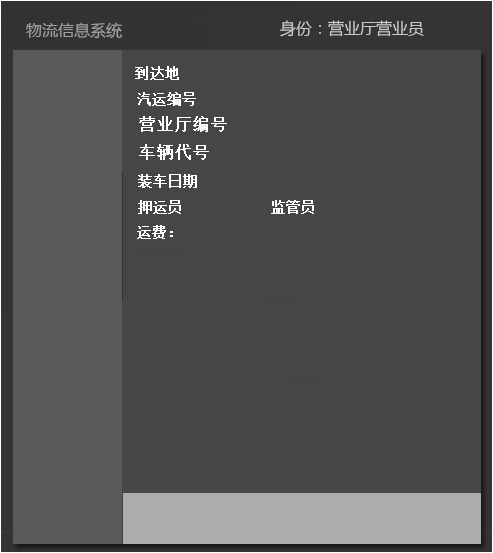 物流信息系统 身份：营业厅营业员
到达地
汽运编号
营业厅编号
车辆代号
装车日期
押运员 监管员
运费：